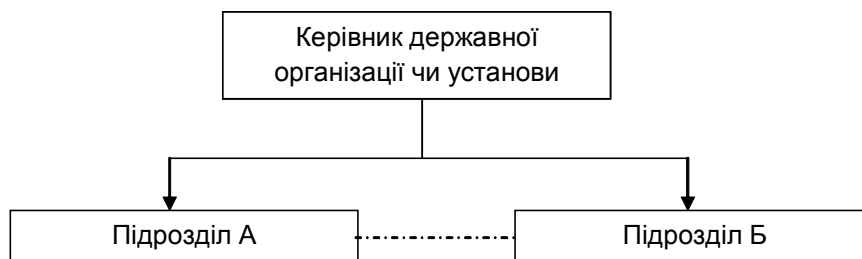 Керівник державної
організації чи установи
Підрозділ А
Підрозділ Б